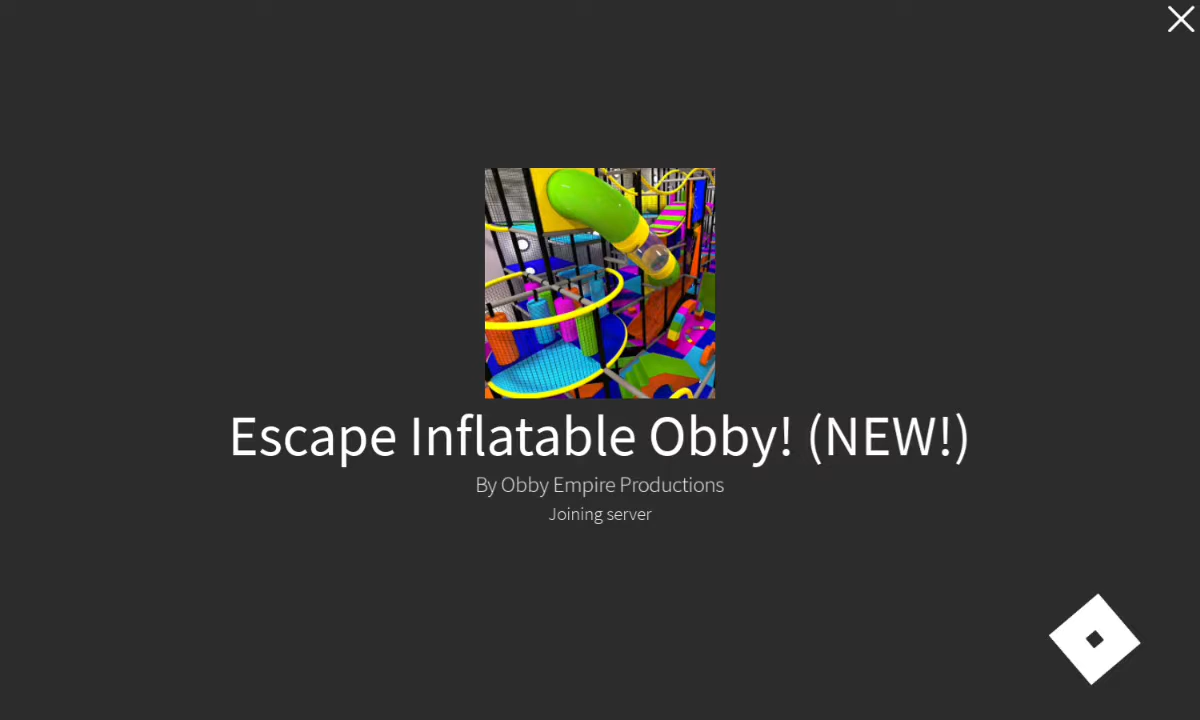 Escape Inflatable Obby! (NEW!)
By Obby Empire Productions
Joining server